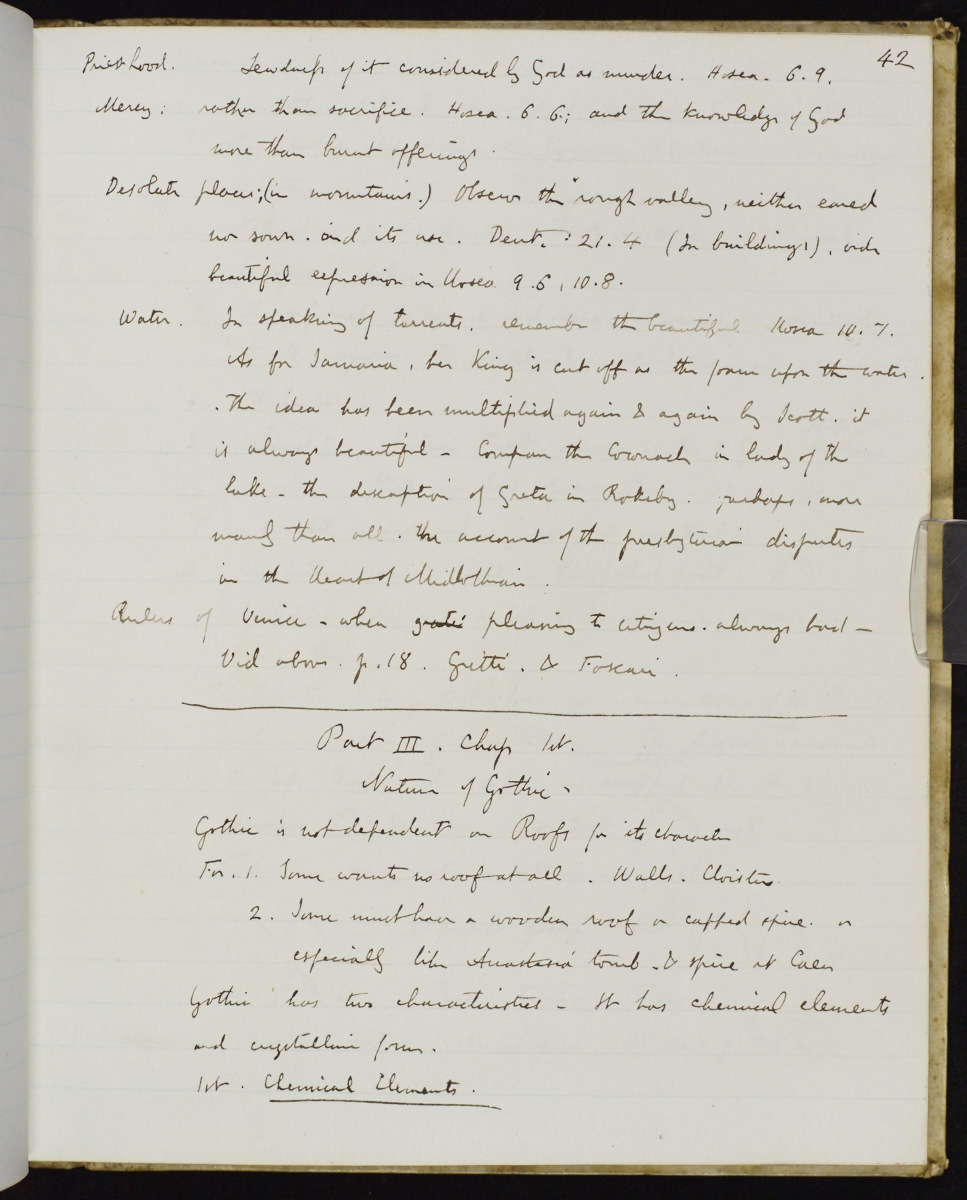 42
Priesthood. Lewdness of it considered by God as murder. Hosea. 6. 9.
Mercy: rather than sacrifice. Hosea. 6. 6; and the knowledge of God
more than burnt offerings.
Desolate places; (in mountains.) Observe the "rough valley, neither eared
nor sown. and its use. Deut. 21. 4 (In buildings), vide
beautiful expression in Hosea 9. 6, 10. 8.
Water. In speaking of torrents. remember the beautiful Hosea 10. 7.
As for Samaria, her King is cut off as the foam upon the water.
The idea has been multiplied again & again by Scott. it
is always beautiful - Compare the Coronach in lady of the
lake - the description of Greta in Rokeby. perhaps, more
than all. the account of the presbyterian disputes
in the Heart of Midlothian.
Rulers of Venice - when pleasing to citizens. always bad -
Vid above. p. 18. Gritti. & Foscari.
Part III. Chap 1st.
Nature of Gothic -
Gothic is not dependent on Roofs for its character
For. 1. Some wants no roof at all. Walls. Cloisters.
2. Some must have a wooden roof or capped spire. or
especially like Anastasia tomb. & spire at Caen
Gothic has two characteristics - It has chemical elements
and crystalline form.
1st. Chemical Elements.